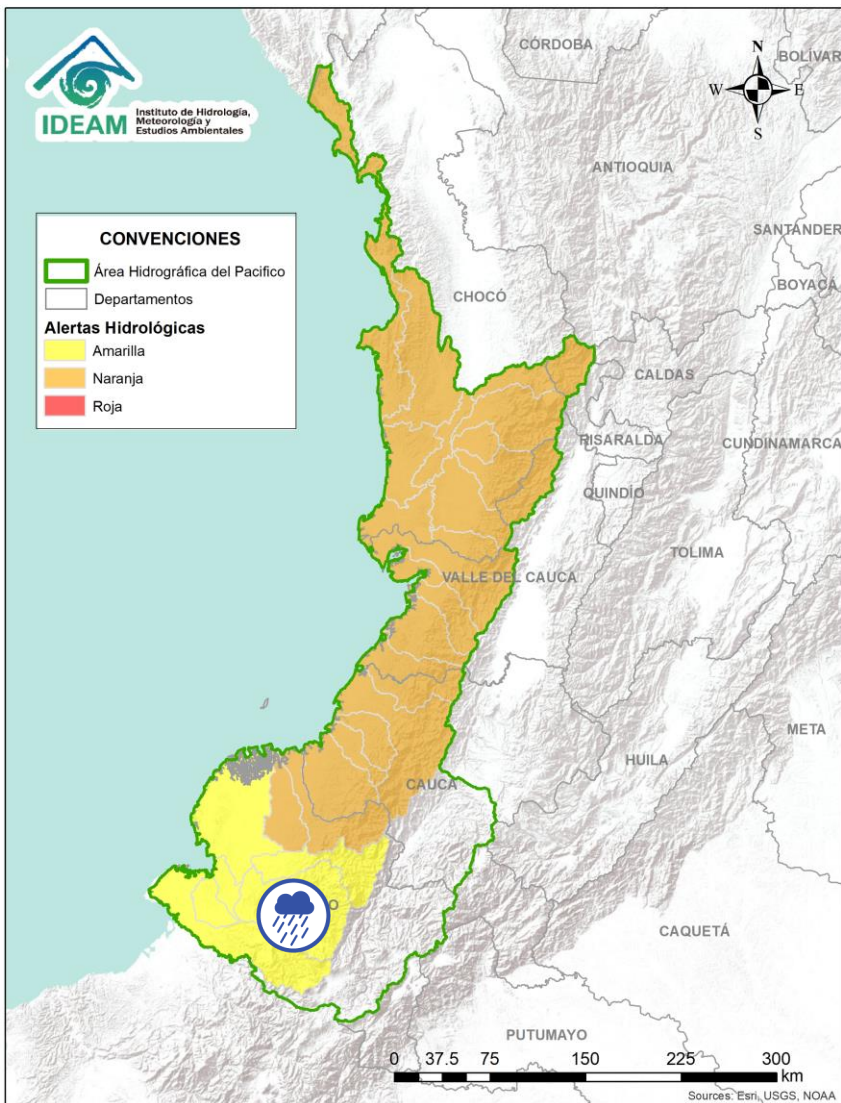 IDEAM
Instituto de Hidrología,
Meteorología y
Estudios Ambientales
CÓRDOBA
BOLÍVAR
N
W E
S
ANTIOQUIA
SANTANDER
BOYACÁ
CONVENCIONES
Área Hidrográfica del Pacifico
Departamentos
Alertas Hidrológicas
Amarilla
Naranja
Roja
CHOCÓ
CALDAS
RISARALDA
CUNDINAMARCA
QUINDÍO
TOLIMA
VALLE DEL CAUCA
META
HUILA
CAUCA
O
CAQUETÁ
PUTUMAYO
0 37.5 75 150 225 300
km
Sources: Esri, USGS, NOAA